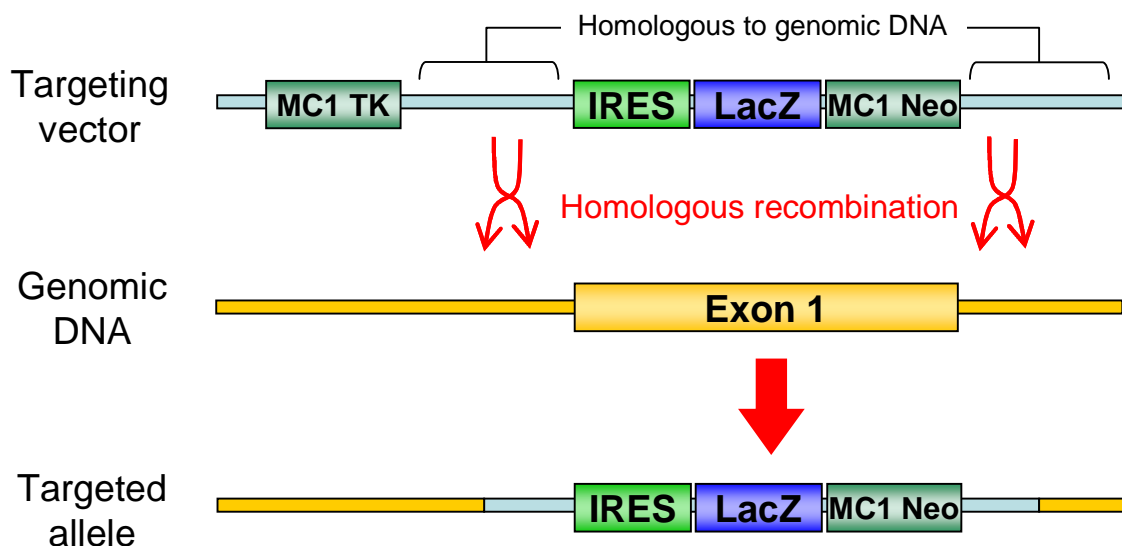 Homologous to genomic DNA
Targeting
vector
MC1 TK
IRES
LacZ
MC1 Neo
Homologous recombination
Genomic
DNA
Exon 1
Targeted
allele
IRES
LacZ
MC1 Neo